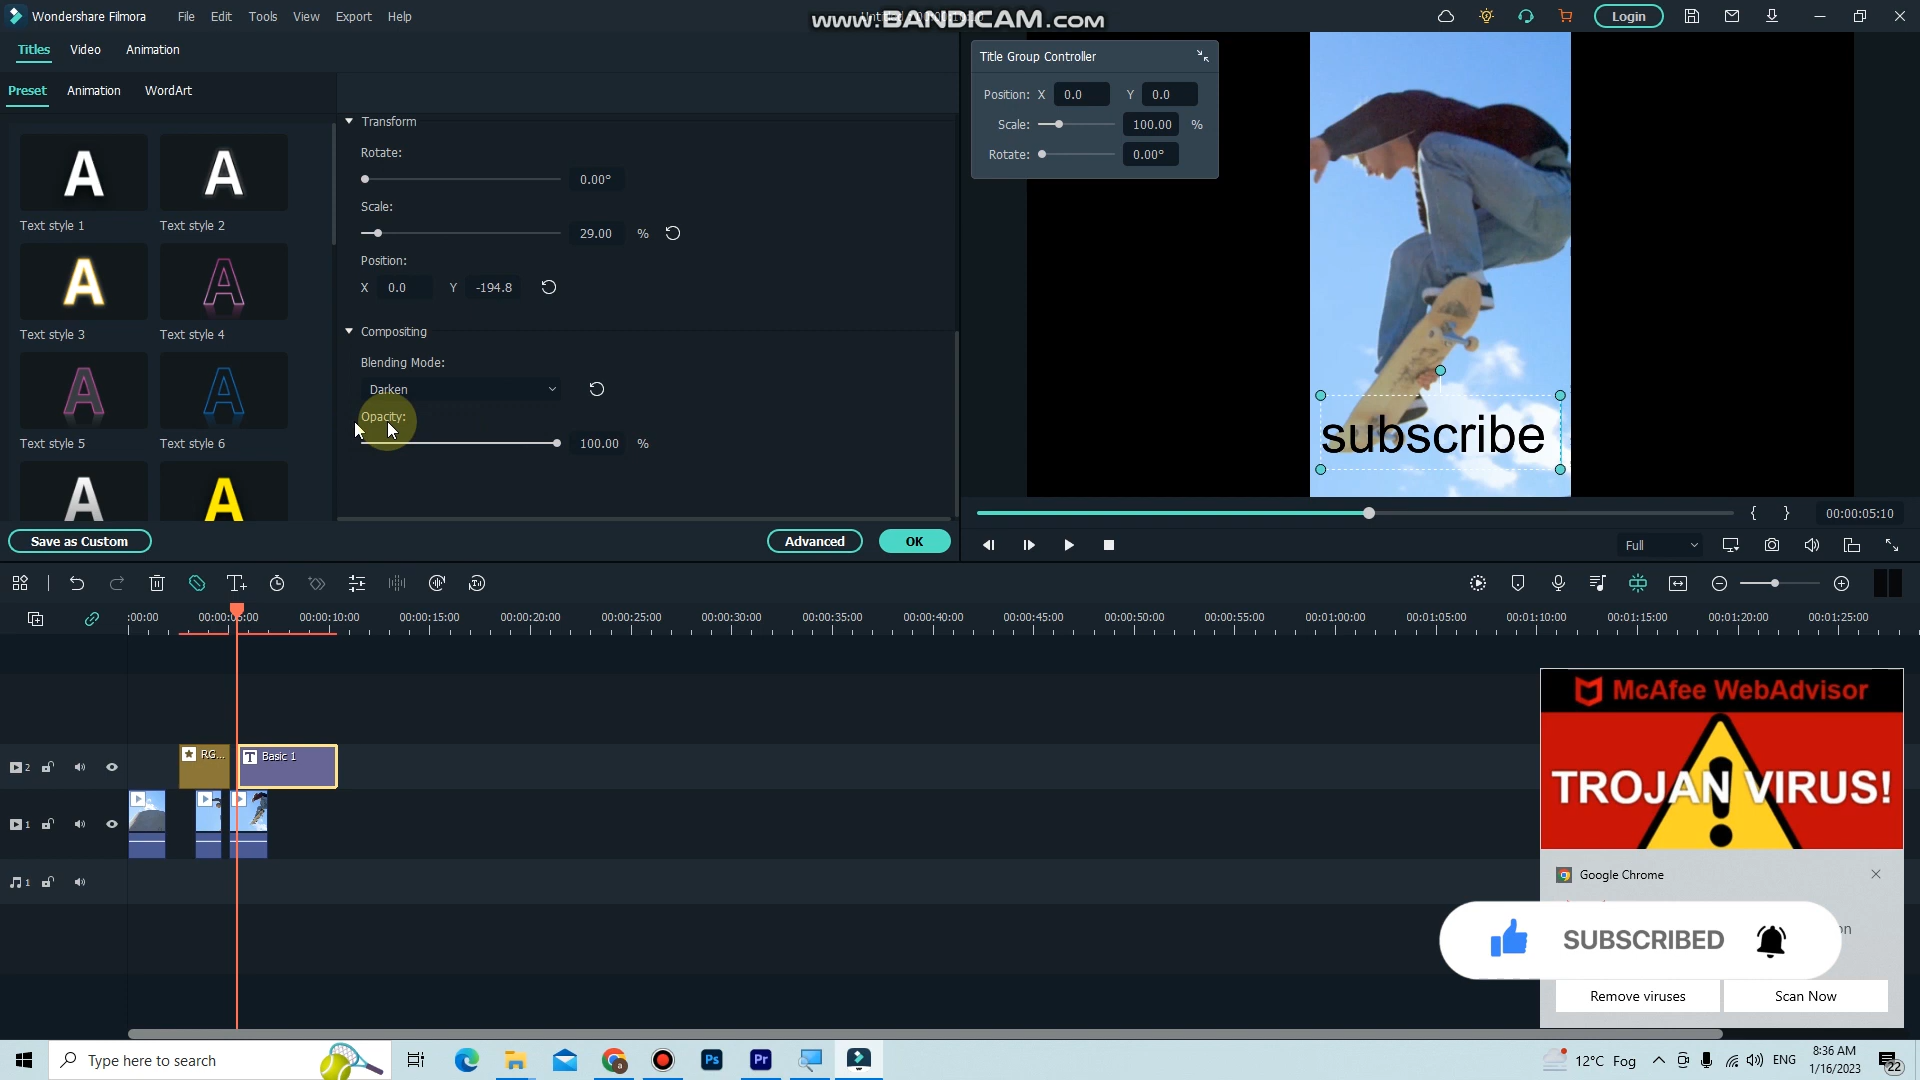 Wondershare Filmora
File
Edit
Tools
View
Export
Help
www.BANDICAM.com
Login
Titles
Video
Animation
Preset
Animation
WordArt
Text style 1
Text style 2
Text style 3
Text style 4
Text style 5
Text style 6
Transform
Rotate:
0.00°
Scale:
29.00 %
Position:
X 0.0 Y -194.8
Compositing
Blending Mode:
Darken
Opacity:
100.00 %
Save as Custom
Advanced
OK
Title Group Controller
Position: X 0.0 Y 0.0
Scale: 100.00 %
Rotate: 0.00°
subscribe
{ } 00:00:05:10
Full
:00:00 00:00:05:00 00:00:10:00 00:00:15:00 00:00:20:00 00:00:25:00 00:00:30:00 00:00:35:00 00:00:40:00 00:00:45:00 00:00:50:00 00:00:55:00 00:01:00:00 00:01:05:00 00:01:10:00 00:01:15:00 00:01:20:00 00:01:25:00
2
RG...
Basic 1
1
1
McAfee WebAdvisor
TROJAN VIRUS!
Google Chrome
on
SUBSCRIBED
Remove viruses
Scan Now
Type here to search
Ps
Pr
12°C Fog
ENG
8:36 AM
1/16/2023
22